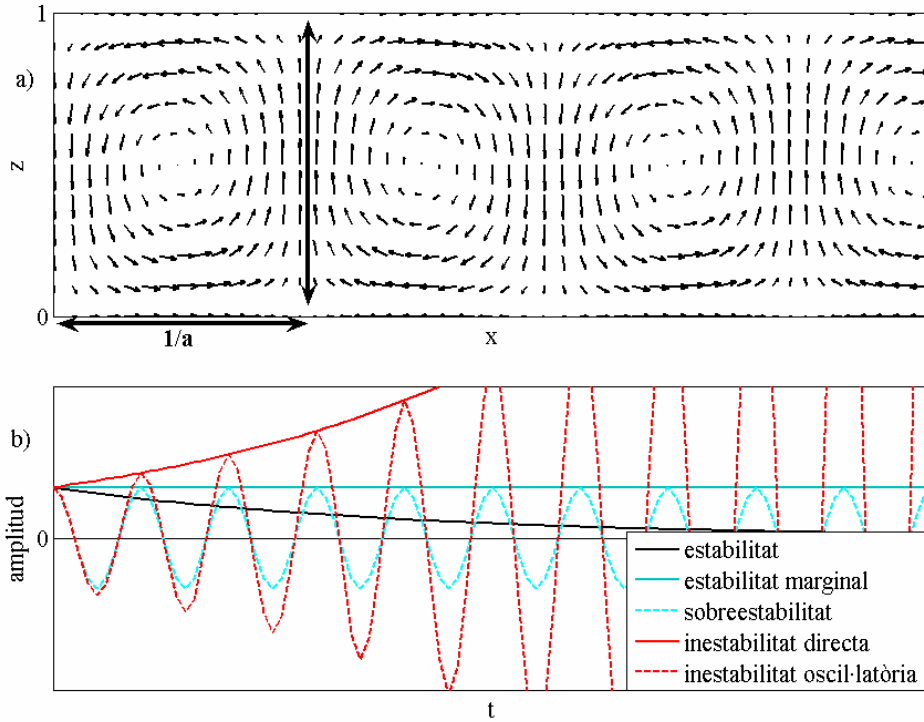 1
a)
z
0
1/a
x
b)
amplitud
0
estabilitat
estabilitat marginal
sobreestabilitat
inestabilitat directa
inestabilitat oscil·latòria
t